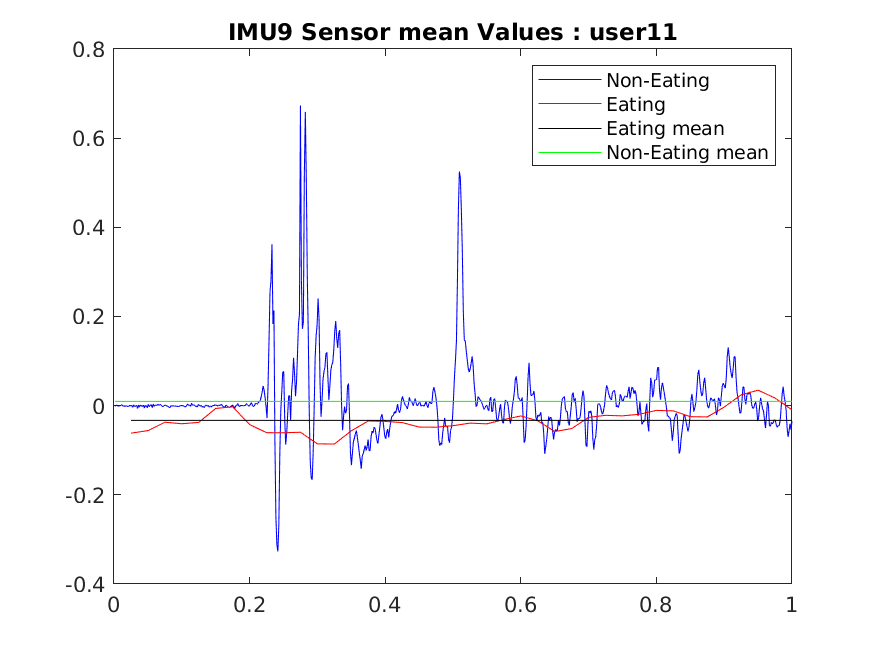 IMU9 Sensor mean Values : user11
0.8
0.6
0.4
0.2
0
-0.2
-0.4
Non-Eating
Eating
Eating mean
Non-Eating mean
0 0.2 0.4 0.6 0.8 1